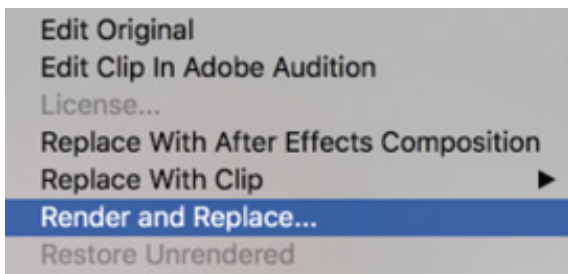 Edit Original
Edit Clip In Adobe Audition
License...
Replace With After Effects Composition
Replace With Clip
Render and Replace...
Restore Unrendered